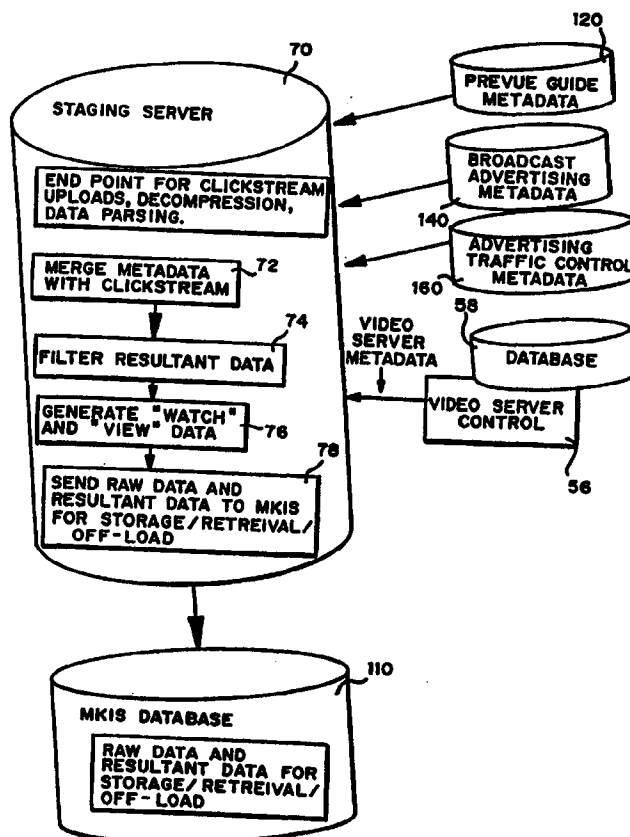 70
STAGING SERVER
END POINT FOR CLICKSTREAM
UPLOADS, DECOMPRESSION,
DATA PARSING.
MERGE METADATA
WITH CLICKSTREAM
72
FILTER RESULTANT DATA
74
GENERATE "WATCH"
AND "VIEW" DATA
76
78
SEND RAW DATA AND
RESULTANT DATA TO MKIS
FOR STORAGE/RETREIVAL/
OFF-LOAD
120
PREVUE GUIDE
METADATA
BROADCAST
ADVERTISING
METADATA
140
ADVERTISING
TRAFFIC CONTROL
METADATA
160
58
DATABASE
VIDEO
SERVER
METADATA
VIDEO SERVER
CONTROL
56
110
MKIS DATABASE
RAW DATA AND
RESULTANT DATA FOR
STORAGE/RETREIVAL/
OFF-LOAD